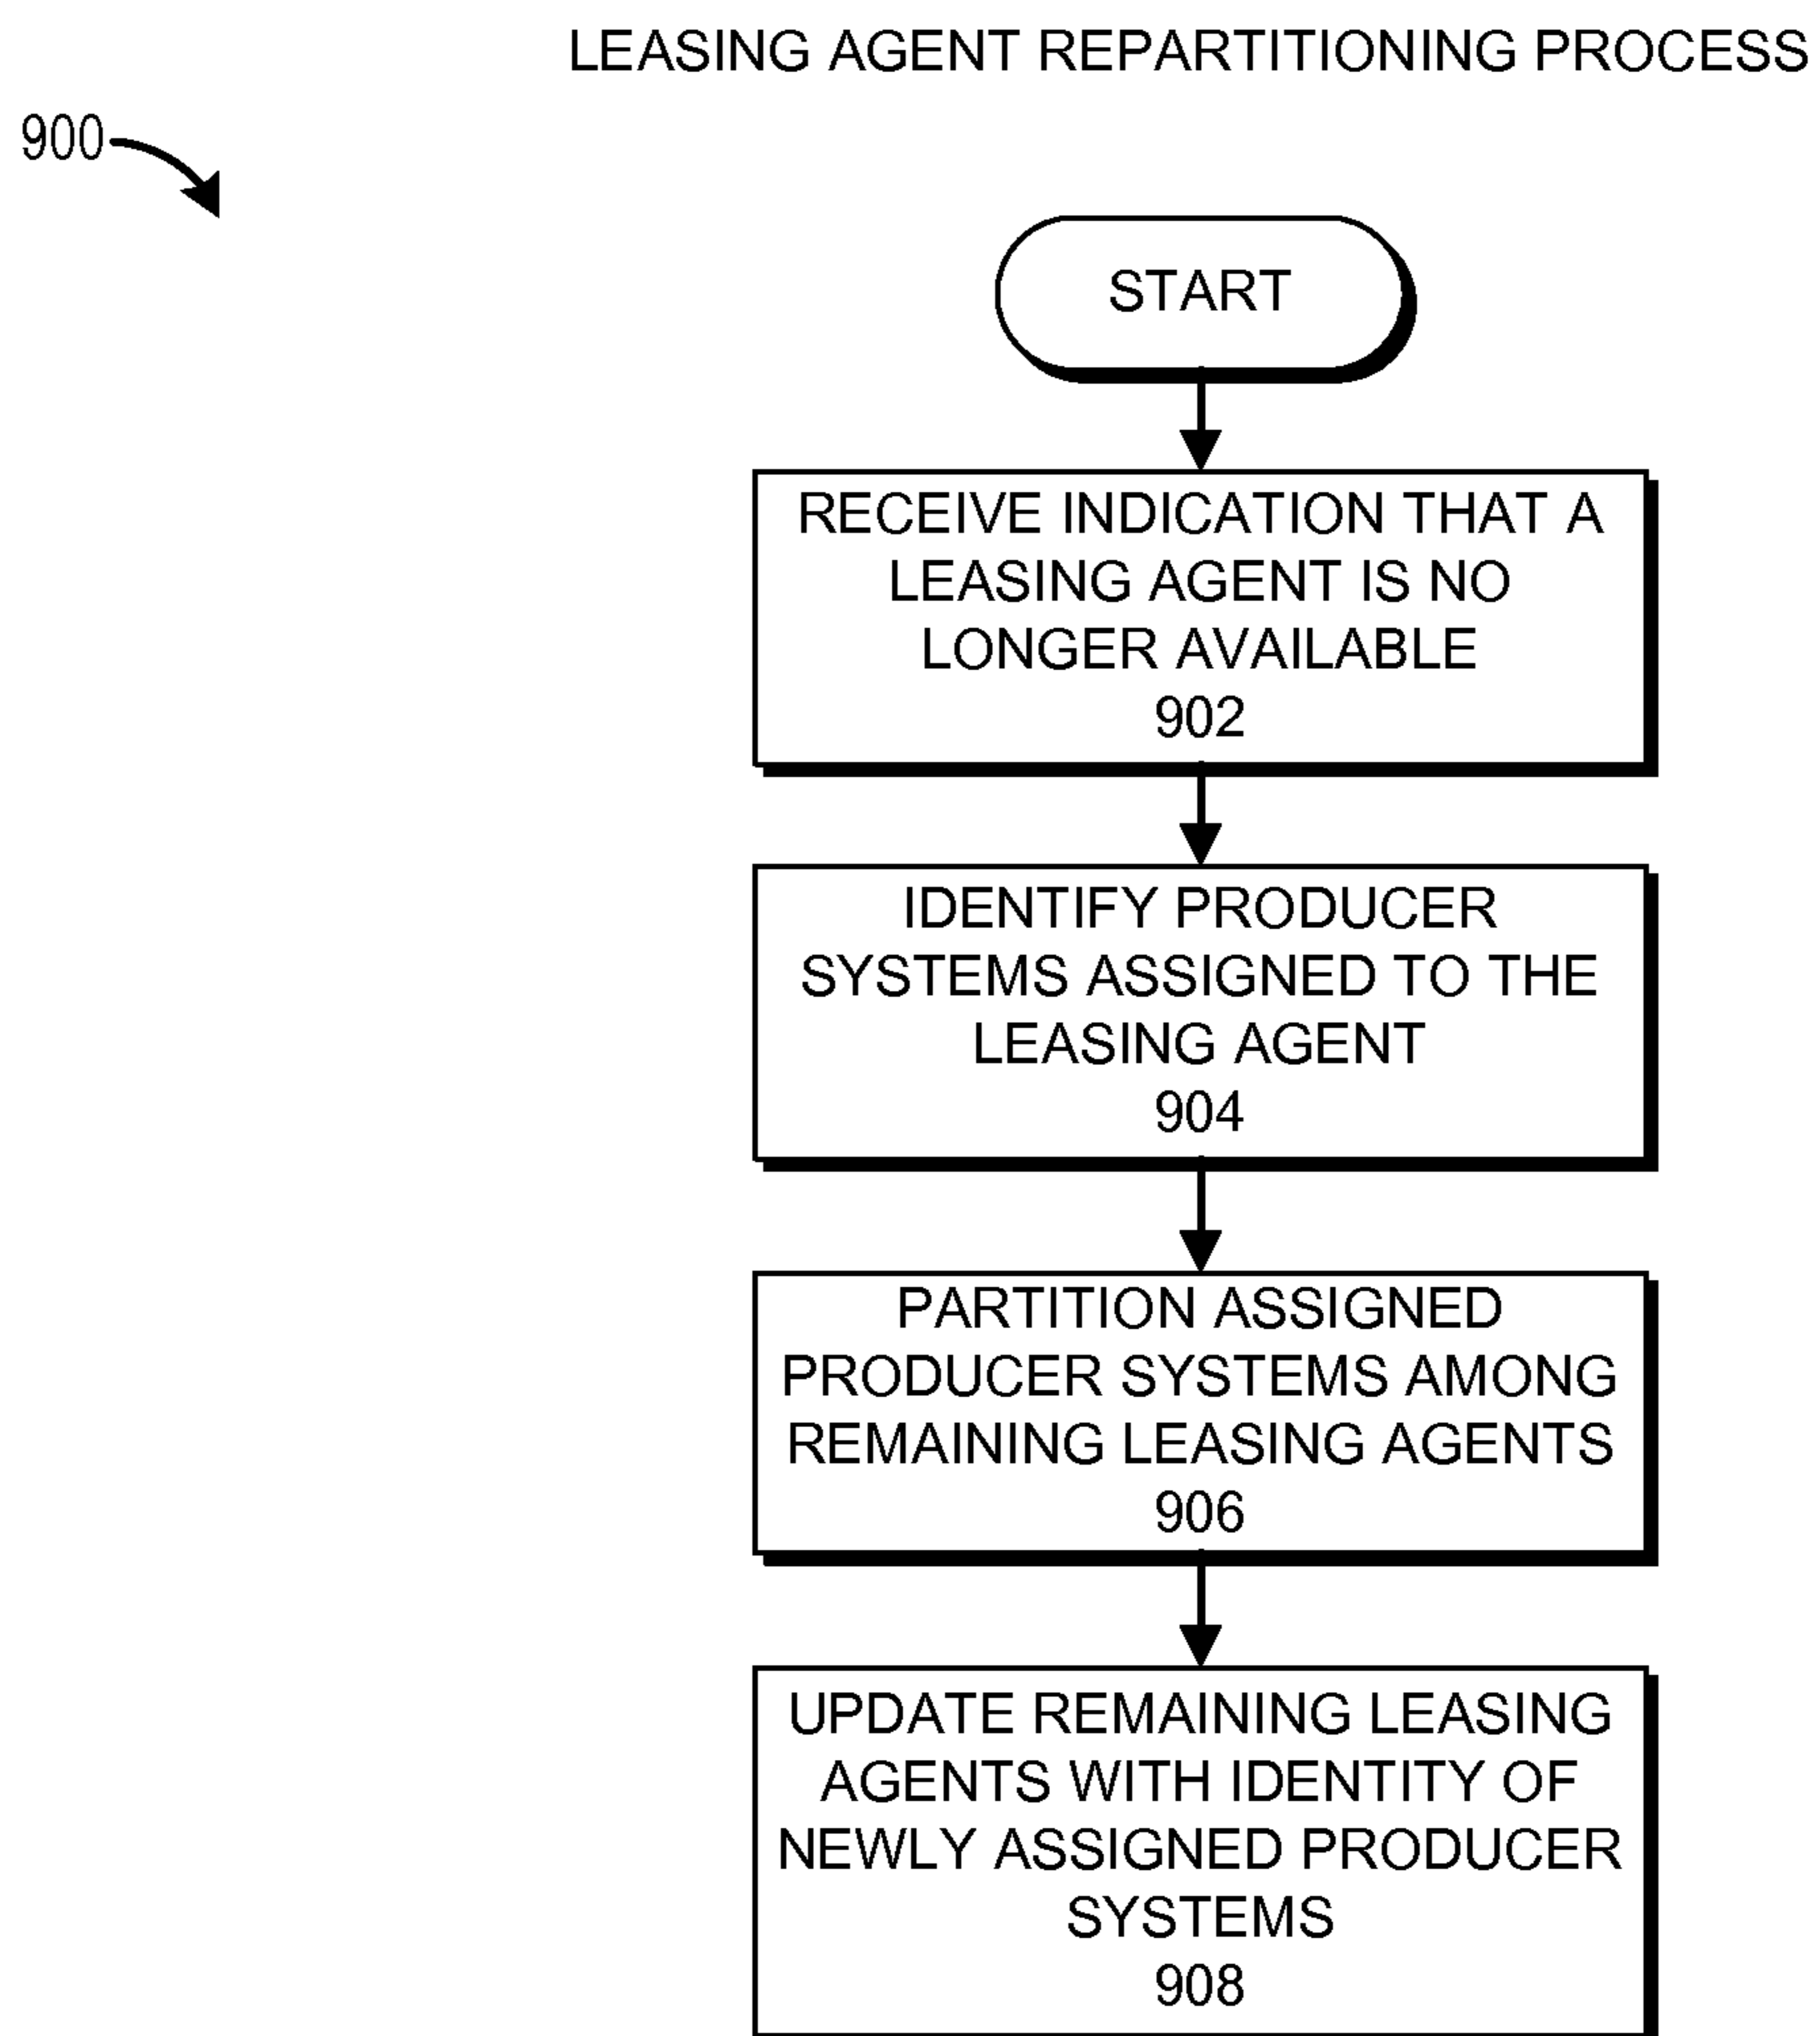 LEASING AGENT REPARTITIONING PROCESS
900
START
RECEIVE INDICATION THAT A
LEASING AGENT IS NO
LONGER AVAILABLE
902
IDENTIFY PRODUCER
SYSTEMS ASSIGNED TO THE
LEASING AGENT
904
PARTITION ASSIGNED
PRODUCER SYSTEMS AMONG
REMAINING LEASING AGENTS
906
UPDATE REMAINING LEASING
AGENTS WITH IDENTITY OF
NEWLY ASSIGNED PRODUCER
SYSTEMS
908